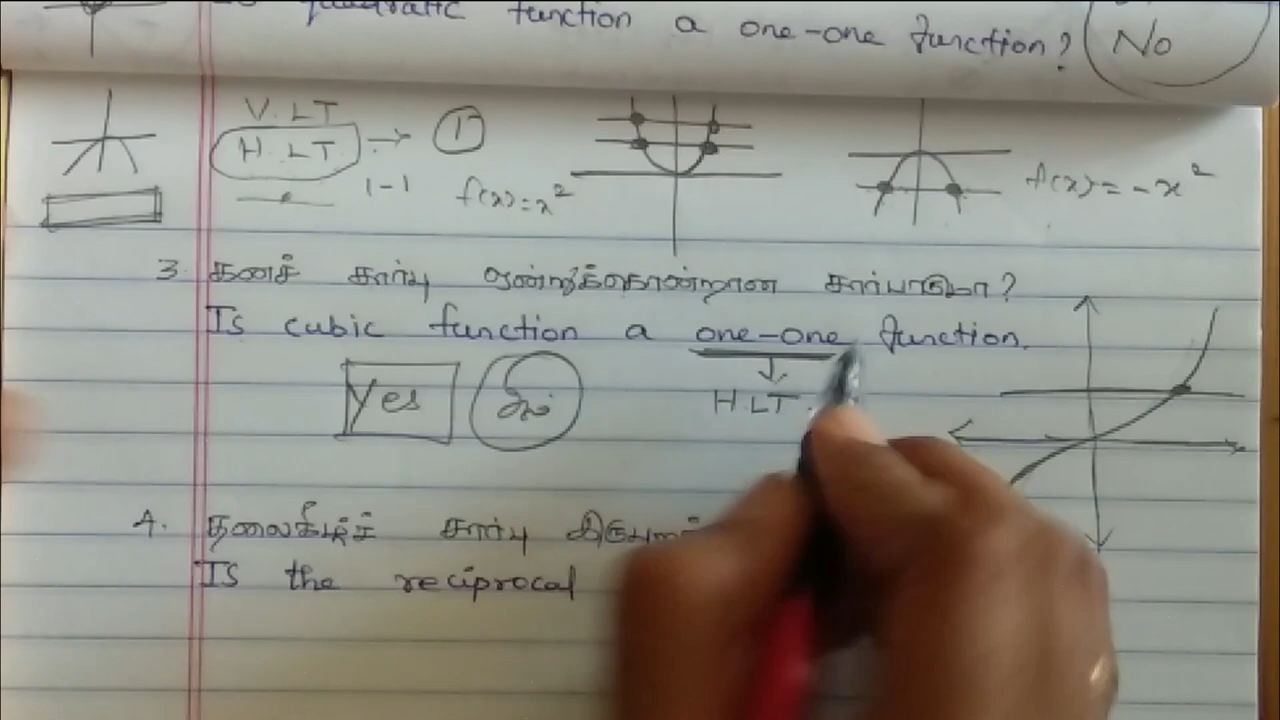 quadratic function a one-one function? No
V.LT
H.LT → 1
1-1
f(x)=x²
f(x)=-x²
3. கனச் சார்பு ஒன்றுக்கொன்றான சார்பாகுமா?
Is cubic function a one-one function.
Yes ஆம்
H.LT
4. தலைகீழ்ச் சார்பு
Is the reciprocal